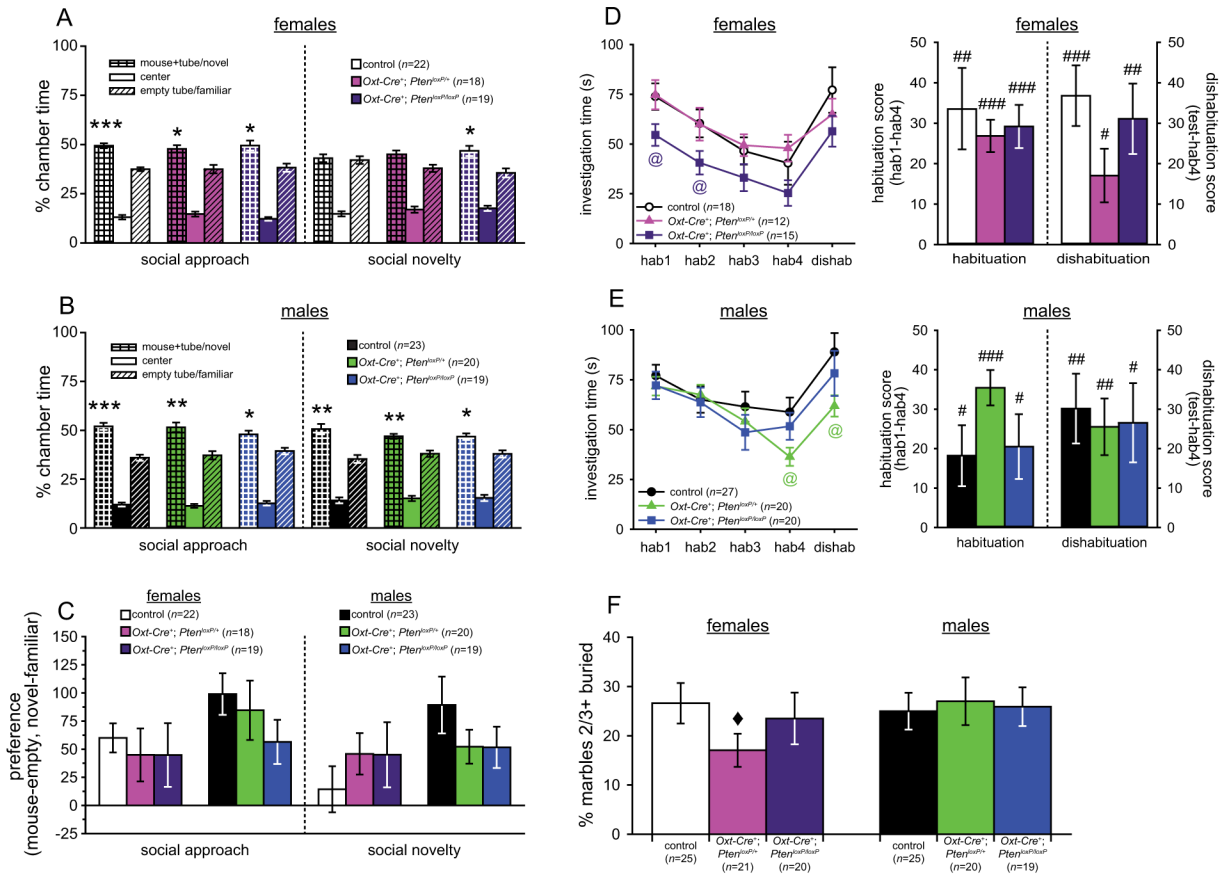 A
females
100
75
50
25
0
% chamber time
mouse+tube/novel
center
empty tube/familiar
control (n=22)
Oxt-Cre+; PtenloxP/+ (n=18)
Oxt-Cre+; PtenloxP/loxP (n=19)
*** * * *
social approach
social novelty
B
males
100
75
50
25
0
% chamber time
mouse+tube/novel
center
empty tube/familiar
control (n=23)
Oxt-Cre+; PtenloxP/+ (n=20)
Oxt-Cre+; PtenloxP/loxP (n=19)
*** ** * ** ** *
social approach
social novelty
C
females
males
control (n=22)
Oxt-Cre+; PtenloxP/+ (n=18)
Oxt-Cre+; PtenloxP/loxP (n=19)
control (n=23)
Oxt-Cre+; PtenloxP/+ (n=20)
Oxt-Cre+; PtenloxP/loxP (n=19)
150
125
100
75
50
25
0
-25
preference
(mouse-empty, novel-familiar)
social approach
social novelty
D
females
100
75
50
25
0
investigation time (s)
@ @
control (n=18)
Oxt-Cre+; PtenloxP/+ (n=12)
Oxt-Cre+; PtenloxP/loxP (n=15)
hab1 hab2 hab3 hab4 dishab
females
50
40
30
20
10
0
habituation score
(hab1-hab4)
## ### ### ### # ##
50
40
30
20
10
0
dishabituation score
(test-hab4)
habituation
dishabituation
E
males
100
75
50
25
0
investigation time (s)
@ @
control (n=27)
Oxt-Cre+; PtenloxP/+ (n=20)
Oxt-Cre+; PtenloxP/loxP (n=20)
hab1 hab2 hab3 hab4 dishab
males
50
40
30
20
10
0
habituation score
(hab1-hab4)
# ### # ## ## #
50
40
30
20
10
0
dishabituation score
(test-hab4)
habituation
dishabituation
F
females
males
40
30
20
10
0
% marbles 2/3+ buried
control
(n=25)
Oxt-Cre+;
PtenloxP/+
(n=21)
Oxt-Cre+;
PtenloxP/loxP
(n=20)
control
(n=25)
Oxt-Cre+;
PtenloxP/+
(n=20)
Oxt-Cre+;
PtenloxP/loxP
(n=19)